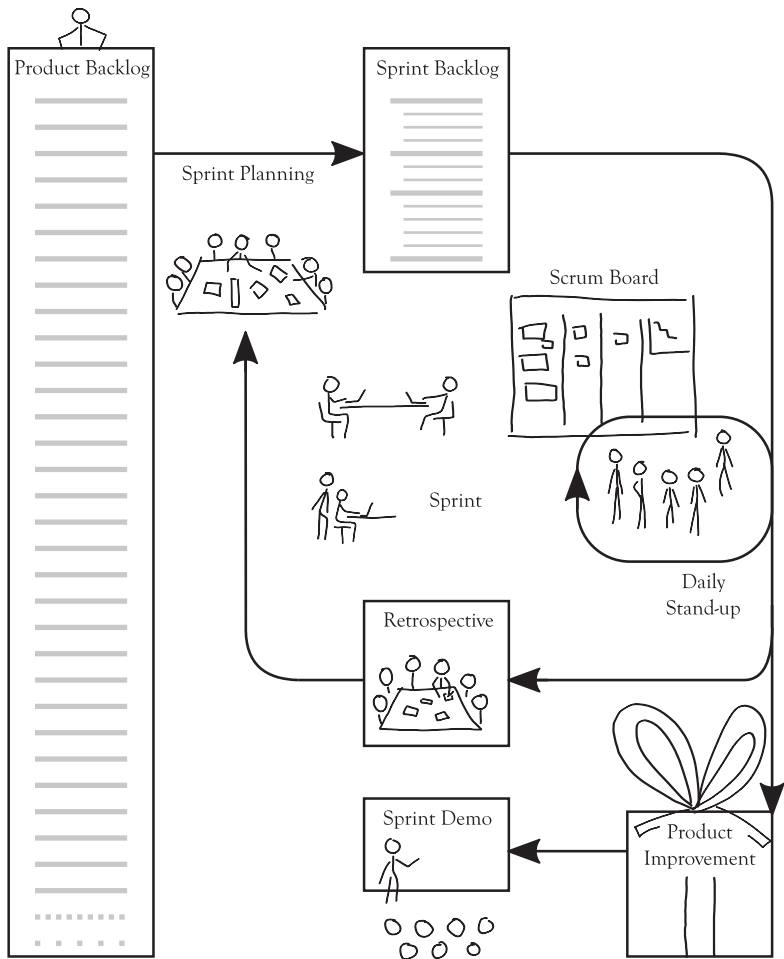 Product Backlog
Sprint Backlog
Sprint Planning
Scrum Board
Sprint
Daily
Stand-up
Retrospective
Sprint Demo
Product
Improvement